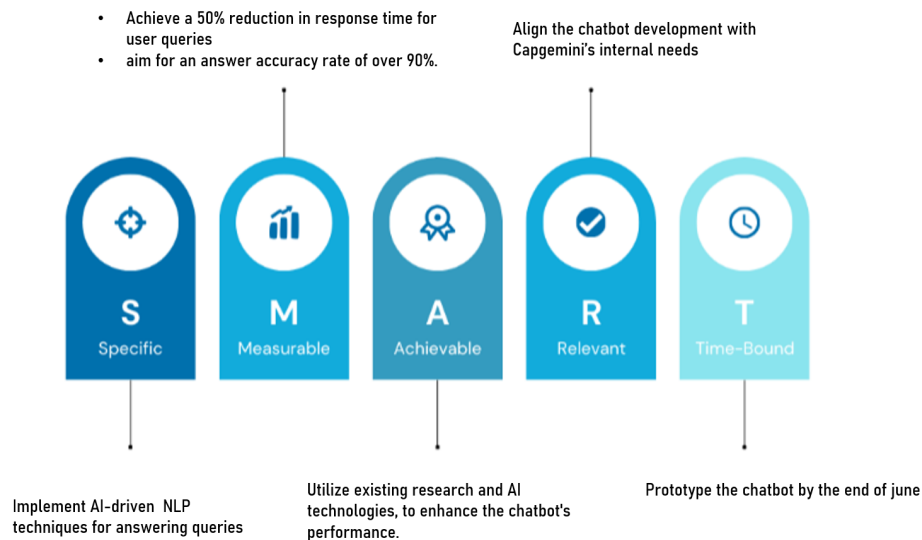 • Achieve a 50% reduction in response time for
user queries
• aim for an answer accuracy rate of over 90%.
Align the chatbot development with
Capgemini's internal needs
S
Specific
M
Measurable
A
Achievable
R
Relevant
T
Time-Bound
Implement AI-driven NLP
techniques for answering queries
Utilize existing research and AI
technologies, to enhance the chatbot's
performance.
Prototype the chatbot by the end of june